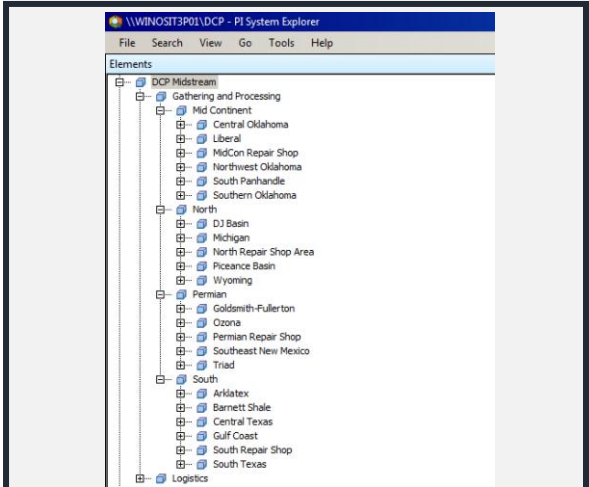 \\WINOSIT3P01\DCP - PI System Explorer
File Search View Go Tools Help
Elements
DCP Midstream
Gathering and Processing
Mid Continent
Central Oklahoma
Liberal
MidCon Repair Shop
Northwest Oklahoma
South Panhandle
Southern Oklahoma
North
DJ Basin
Michigan
North Repair Shop Area
Piceance Basin
Wyoming
Permian
Goldsmith-Fullerton
Ozona
Permian Repair Shop
Southeast New Mexico
Triad
South
Arklatex
Barnett Shale
Central Texas
Gulf Coast
South Repair Shop
South Texas
Logistics